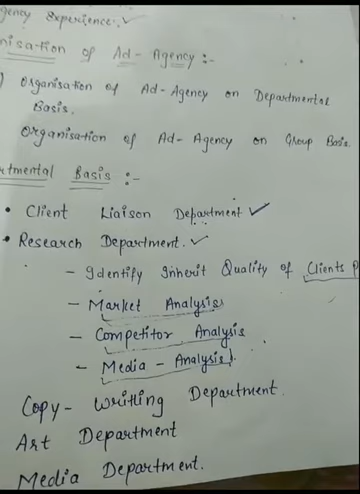 gency Experience.
nisation of Ad-Agency :-
) Organisation of Ad-Agency on Departmental
Basis.
Organisation of Ad-Agency on Group Basis
rtmental Basis :-
• Client Liaison Department
• Research Department.
- Identify Inherit Quality of Clients P
- Market Analysis
- Competitor Analysis
- Media - Analysis.
Copy-Writing Department.
Art Department
Media Department.